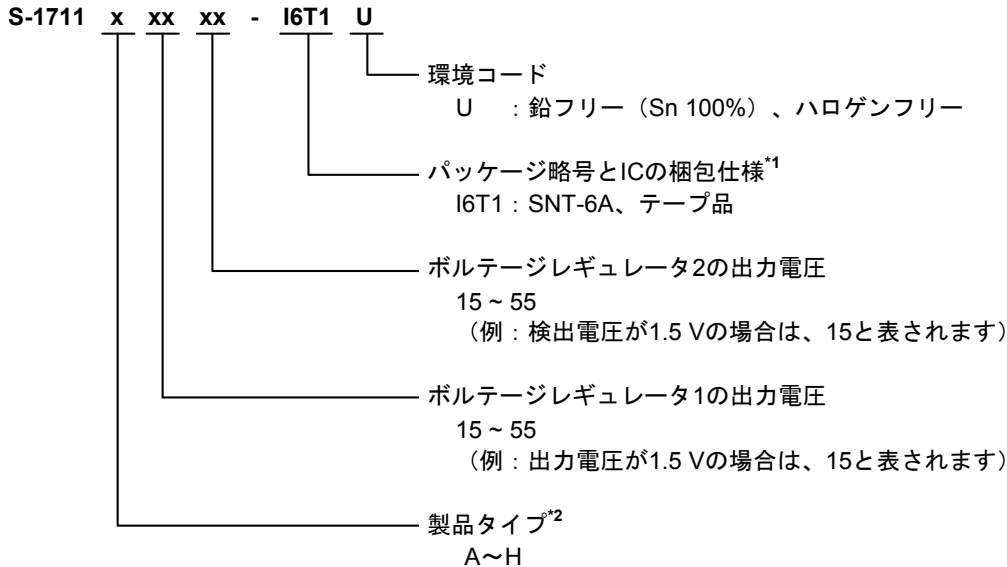 S-1711 x xx xx - I6T1 U
環境コード
U ：鉛フリー（Sn 100%）、ハロゲンフリー
パッケージ略号とICの梱包仕様*1
I6T1：SNT-6A、テープ品
ボルテージレギュレータ2の出力電圧
15 ~ 55
（例：検出電圧が1.5 Vの場合は、15と表されます）
ボルテージレギュレータ1の出力電圧
15 ~ 55
（例：出力電圧が1.5 Vの場合は、15と表されます）
製品タイプ*2
A～H